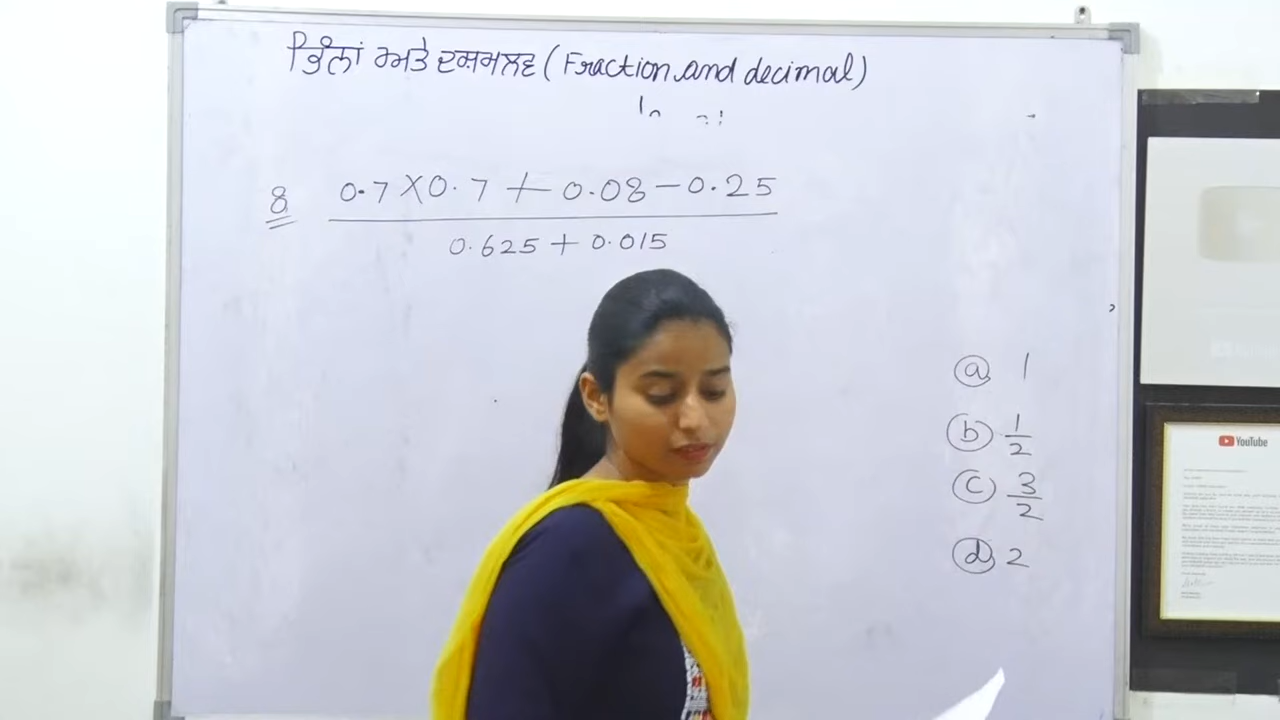 ਭਿੰਨਾਂ ਅਤੇ ਦਸ਼ਮਲਵ (Fraction and decimal)
8 0.7×0.7 + 0.08 − 0.25
0.625 + 0.015
(a) 1
(b) 1/2
(c) 3/2
(d) 2
YouTube